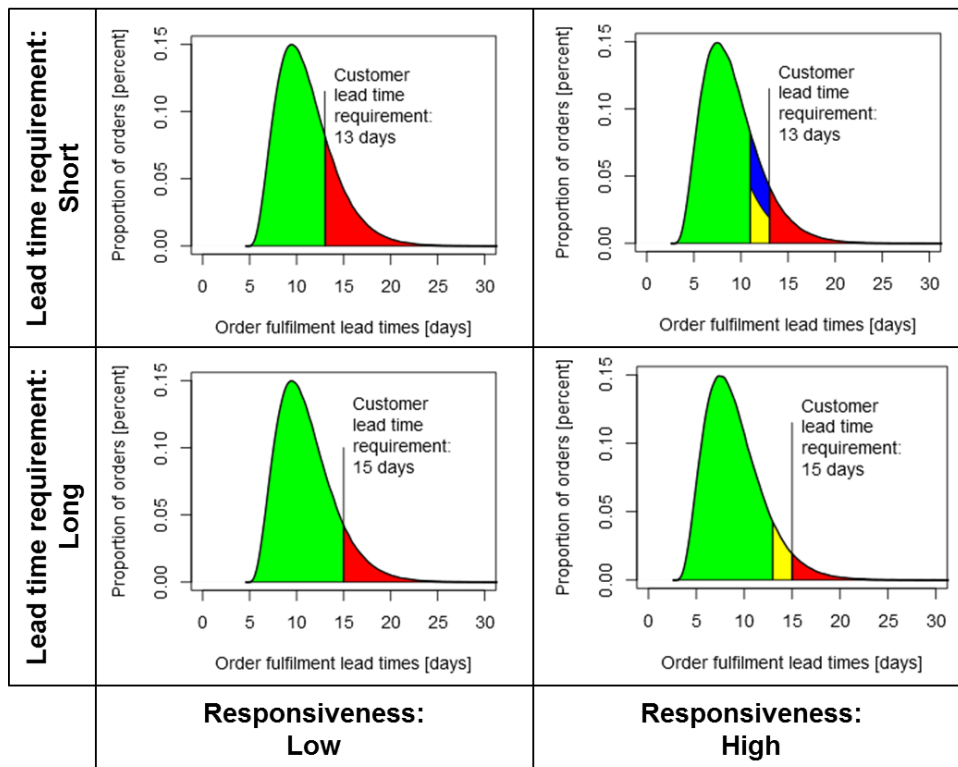 Lead time requirement:
Short
Proportion of orders [percent]
0.15
0.10
0.05
0.00
Customer
lead time
requirement:
13 days
0 5 10 15 20 25 30
Order fulfilment lead times [days]
Proportion of orders [percent]
0.15
0.10
0.05
0.00
Customer
lead time
requirement:
13 days
0 5 10 15 20 25 30
Order fulfilment lead times [days]
Lead time requirement:
Long
Proportion of orders [percent]
0.15
0.10
0.05
0.00
Customer
lead time
requirement:
15 days
0 5 10 15 20 25 30
Order fulfilment lead times [days]
Proportion of orders [percent]
0.15
0.10
0.05
0.00
Customer
lead time
requirement:
15 days
0 5 10 15 20 25 30
Order fulfilment lead times [days]
Responsiveness:
Low
Responsiveness:
High